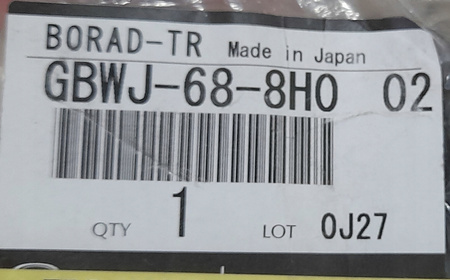 BORAD-TR Made in Japan
GBWJ-68-8H0 02
QTY 1 LOT 0J27